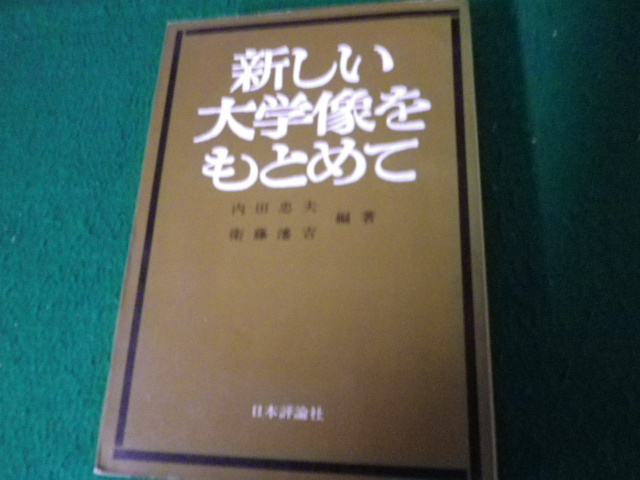 新しい
大学像を
もとめて
内田忠夫
衛藤瀋吉
編著
日本評論社